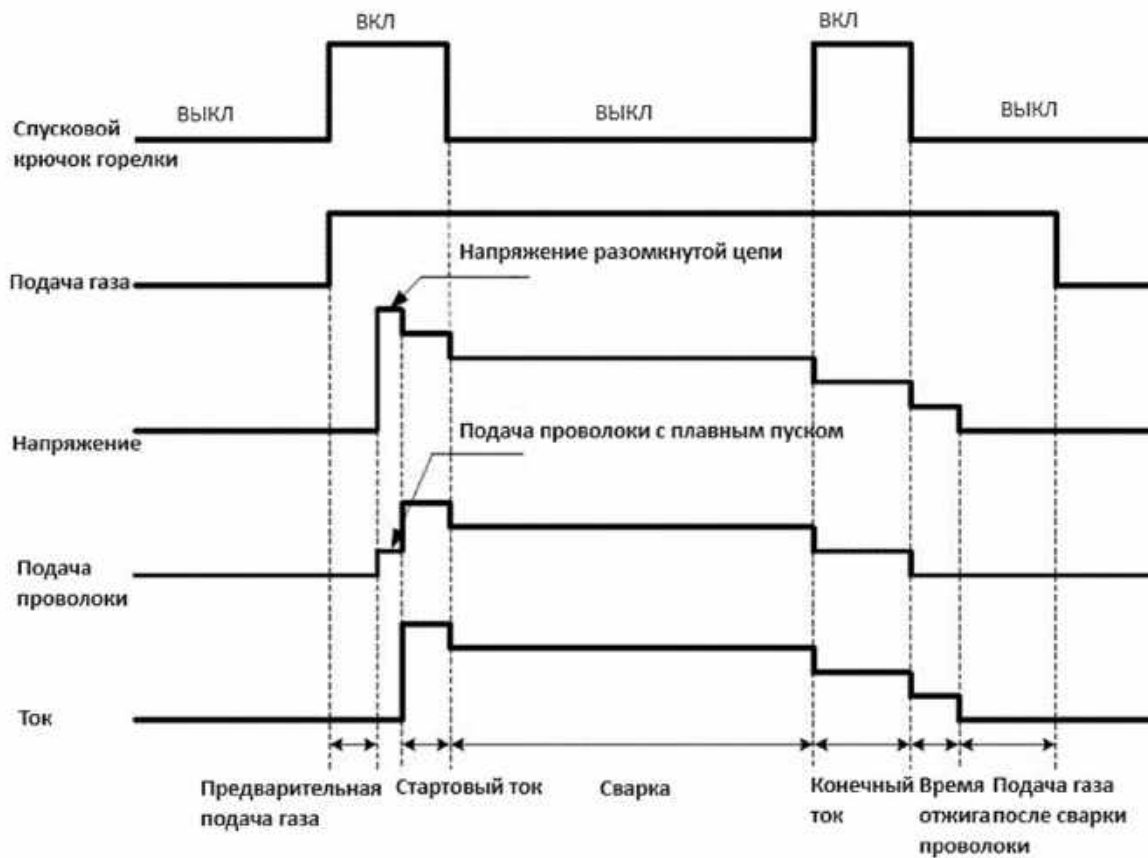 ВКЛ
ВКЛ
ВЫКЛ
ВЫКЛ
ВЫКЛ
Спусковой
крючок горелки
Напряжение разомкнутой цепи
Подача газа
Подача проволоки с плавным пуском
Напряжение
Подача
проволоки
Ток
Предварительная
подача газа
Стартовый ток
Сварка
Конечный
ток
Время
отжига
проволоки
Подача газа
после сварки